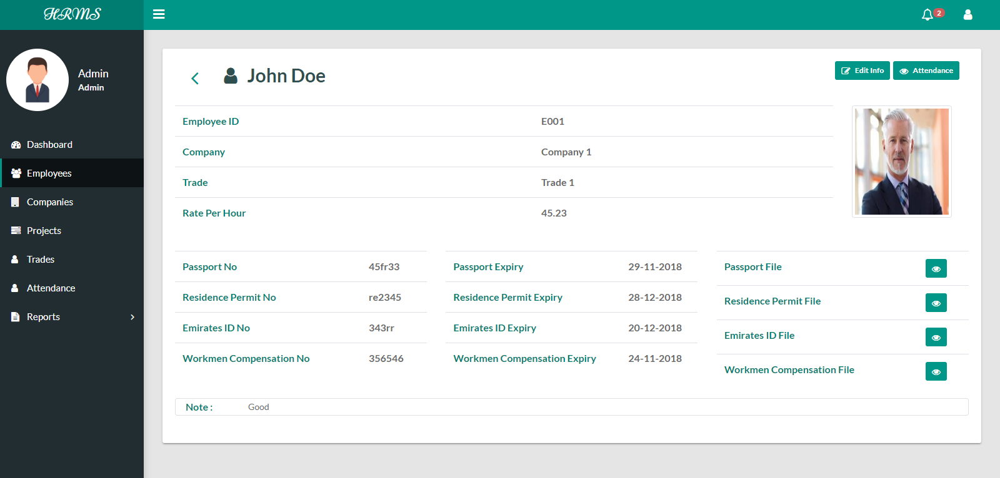 HRMS
2
Admin
Admin
Dashboard
Employees
Companies
Projects
Trades
Attendance
Reports
John Doe
Edit Info
Attendance
Employee ID E001
Company Company 1
Trade Trade 1
Rate Per Hour 45.23
Passport No 45fr33
Residence Permit No re2345
Emirates ID No 343rr
Workmen Compensation No 356546
Passport Expiry 29-11-2018
Residence Permit Expiry 28-12-2018
Emirates ID Expiry 20-12-2018
Workmen Compensation Expiry 24-11-2018
Passport File
Residence Permit File
Emirates ID File
Workmen Compensation File
Note : Good